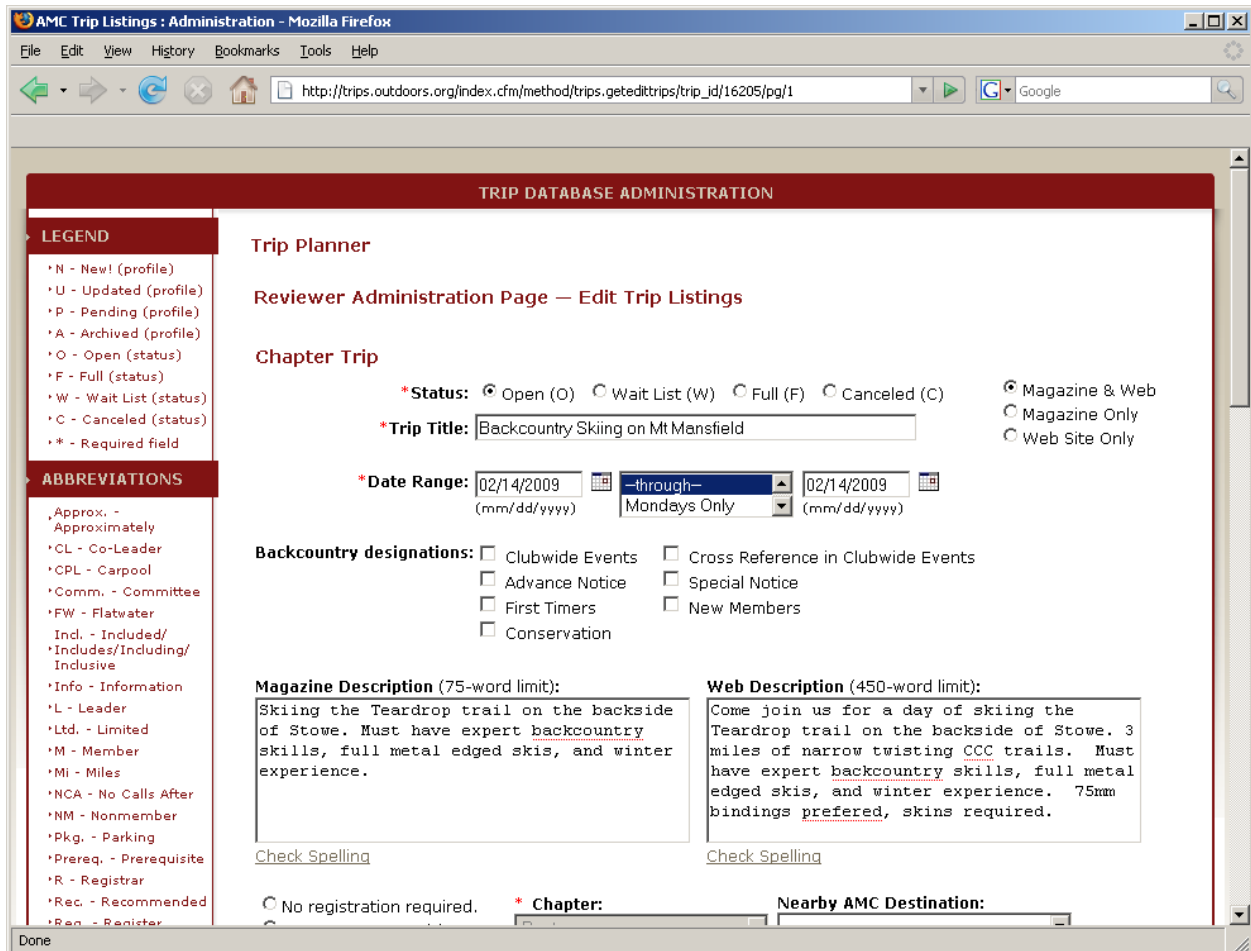 AMC Trip Listings : Administration - Mozilla Firefox
File Edit View History Bookmarks Tools Help
http://trips.outdoors.org/index.cfm/method/trips.getedittrips/trip_id/16205/pg/1
G Google
TRIP DATABASE ADMINISTRATION
LEGEND
N - New! (profile)
U - Updated (profile)
P - Pending (profile)
A - Archived (profile)
O - Open (status)
F - Full (status)
W - Wait List (status)
C - Canceled (status)
* - Required field
ABBREVIATIONS
Approx. -
Approximately
CL - Co-Leader
CPL - Carpool
Comm. - Committee
FW - Flatwater
Incl. - Included/
Includes/Including/
Inclusive
Info - Information
L - Leader
Ltd. - Limited
M - Member
Mi - Miles
NCA - No Calls After
NM - Nonmember
Pkg. - Parking
Prereq. - Prerequisite
R - Registrar
Rec. - Recommended
Reg. - Register
Trip Planner
Reviewer Administration Page — Edit Trip Listings
Chapter Trip
*Status: Open (O) Wait List (W) Full (F) Canceled (C)
Magazine & Web
Magazine Only
Web Site Only
*Trip Title: Backcountry Skiing on Mt Mansfield
*Date Range: 02/14/2009 —through— 02/14/2009
(mm/dd/yyyy) Mondays Only (mm/dd/yyyy)
Backcountry designations: Clubwide Events Cross Reference in Clubwide Events
Advance Notice Special Notice
First Timers New Members
Conservation
Magazine Description (75-word limit):
Skiing the Teardrop trail on the backside
of Stowe. Must have expert backcountry
skills, full metal edged skis, and winter
experience.
Check Spelling
Web Description (450-word limit):
Come join us for a day of skiing the
Teardrop trail on the backside of Stowe. 3
miles of narrow twisting CCC trails. Must
have expert backcountry skills, full metal
edged skis, and winter experience. 75mm
bindings prefered, skins required.
Check Spelling
No registration required. * Chapter: Nearby AMC Destination:
Done